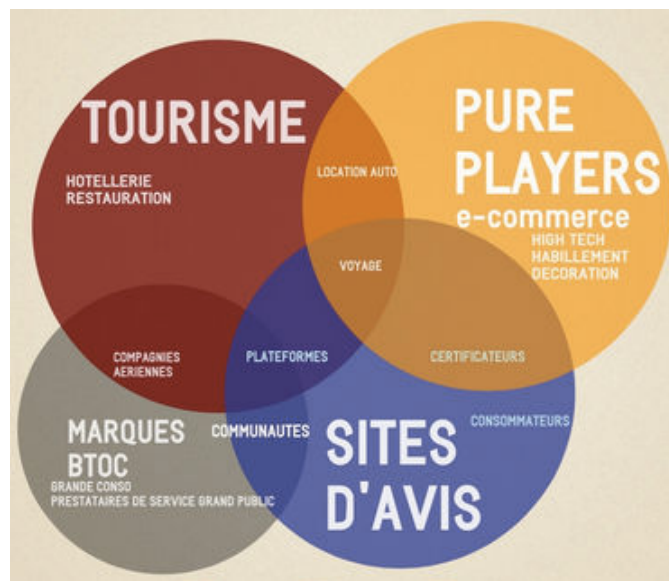 TOURISME
HOTELLERIE
RESTAURATION
LOCATION AUTO
PURE
PLAYERS
e-commerce
HIGH TECH
HABILLEMENT
DECORATION
VOYAGE
COMPAGNIES
AERIENNES
PLATEFORMES
CERTIFICATEURS
MARQUES
BTOC
GRANDE CONSO
PRESTATAIRES DE SERVICE GRAND PUBLIC
COMMUNAUTES
SITES
D'AVIS
CONSOMMATEURS